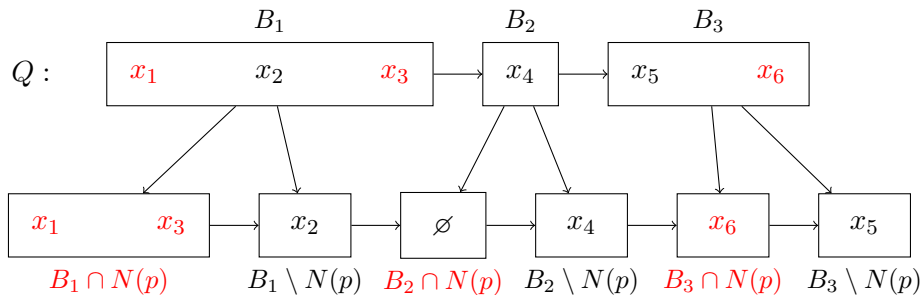 B₁ B₂ B₃
Q : x₁ x₂ x₃ x₄ x₅ x₆
x₁ x₃ x₂ ∅ x₄ x₆ x₅
B₁ ∩ N(p) B₁ \ N(p) B₂ ∩ N(p) B₂ \ N(p) B₃ ∩ N(p) B₃ \ N(p)